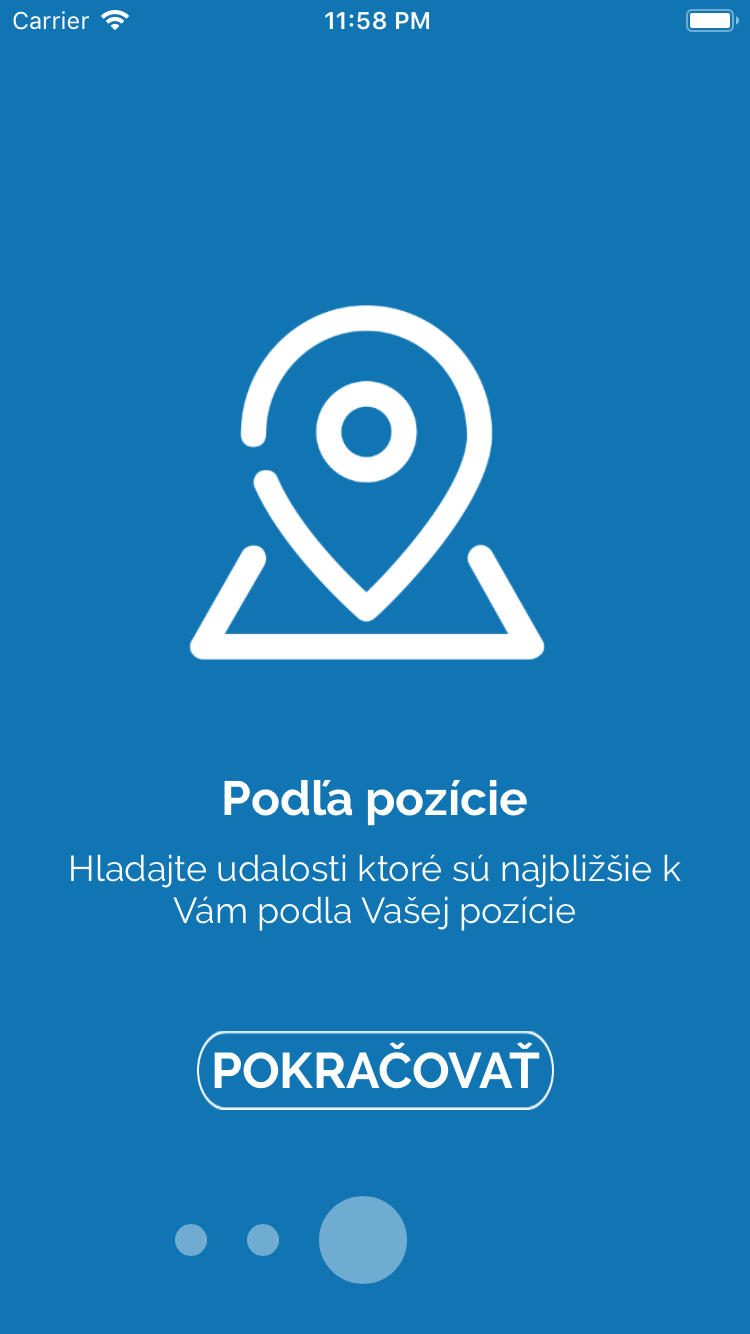 Carrier 11:58 PM
Podľa pozície
Hladajte udalosti ktoré sú najbližšie k
Vám podla Vašej pozície
POKRAČOVAŤ